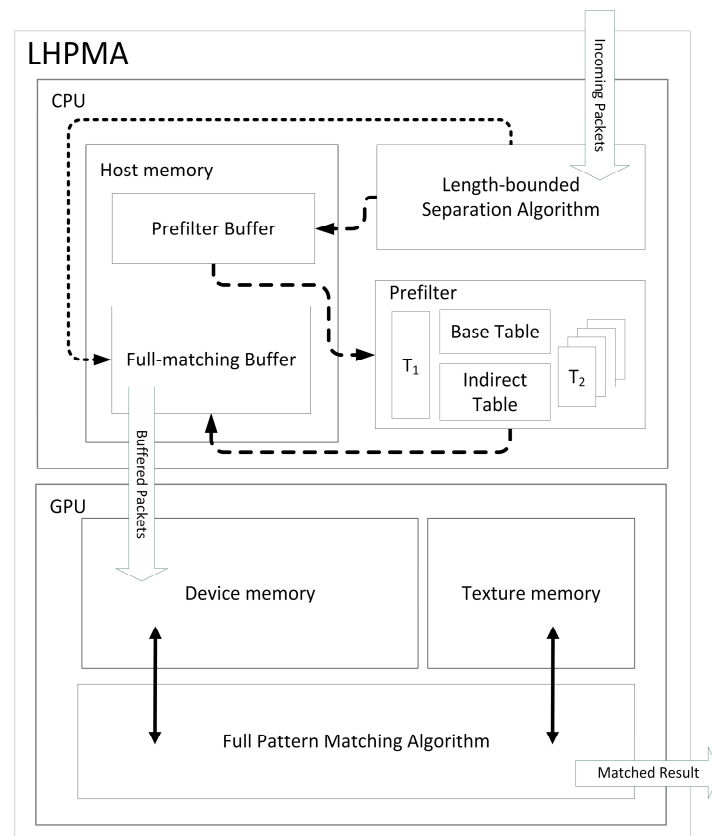 LHPMA
Incoming Packets
CPU
Host memory
Length-bounded
Separation Algorithm
Prefilter Buffer
Prefilter
T1
Base Table
Indirect
Table
T2
Full-matching Buffer
Buffered Packets
GPU
Device memory
Texture memory
Full Pattern Matching Algorithm
Matched Result